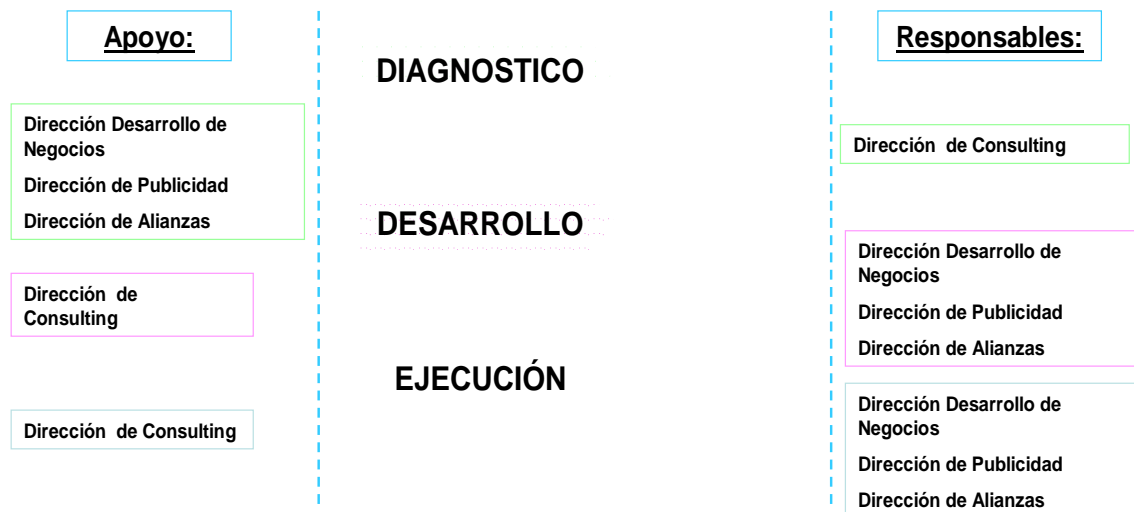 Apoyo:
Dirección Desarrollo de
Negocios
Dirección de Publicidad
Dirección de Alianzas
Dirección de
Consulting
Dirección de Consulting
DIAGNOSTICO
DESARROLLO
EJECUCIÓN
Responsables:
Dirección de Consulting
Dirección Desarrollo de
Negocios
Dirección de Publicidad
Dirección de Alianzas
Dirección Desarrollo de
Negocios
Dirección de Publicidad
Dirección de Alianzas